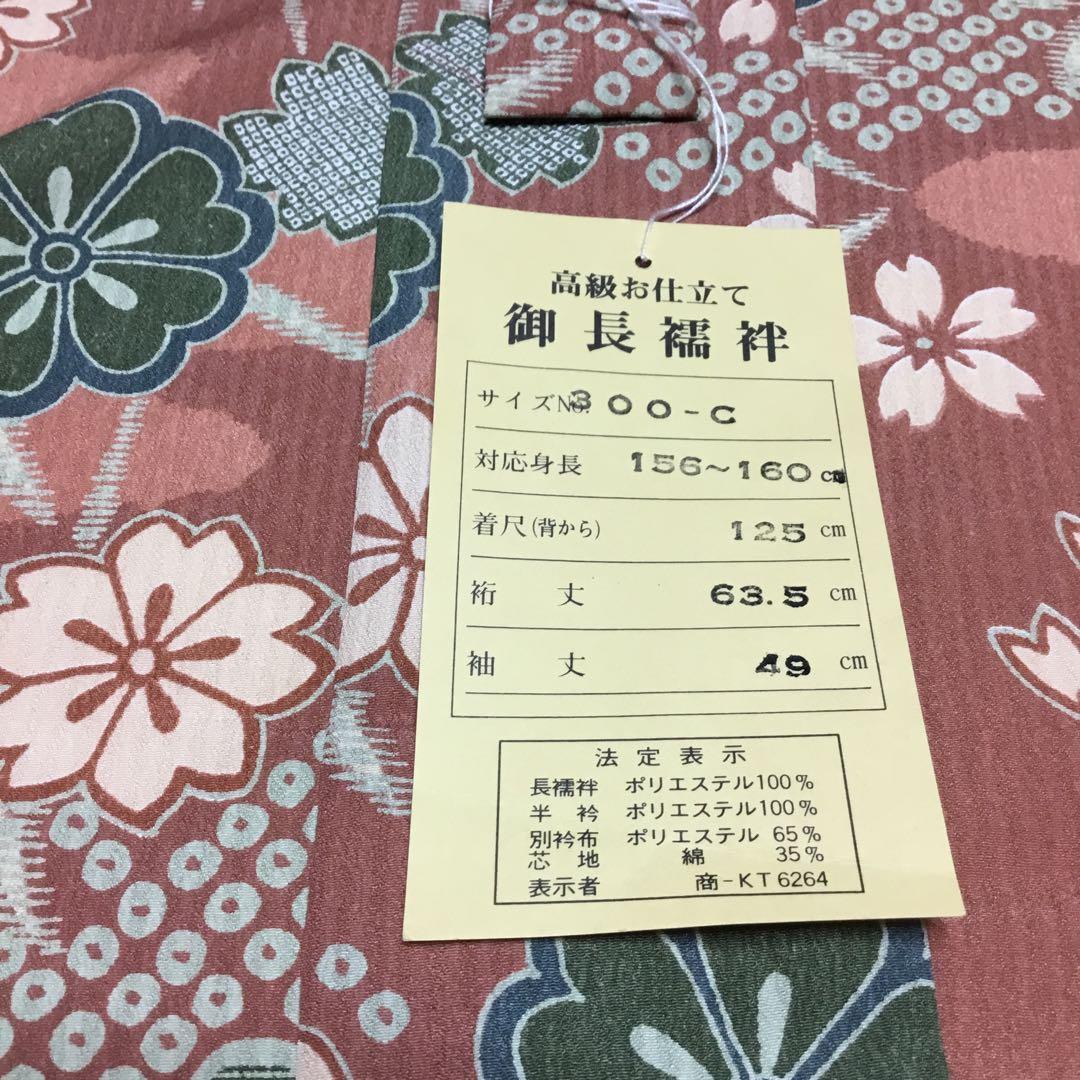 高級お仕立て
御長襦袢
サイズNo. 300-C
対応身長 156~160cm
着尺(背から) 125cm
裄丈 63.5cm
袖丈 49cm
法定表示
長襦袢 ポリエステル100%
半衿 ポリエステル100%
別衿布 ポリエステル 65%
芯地 綿 35%
表示者 商-KT6264